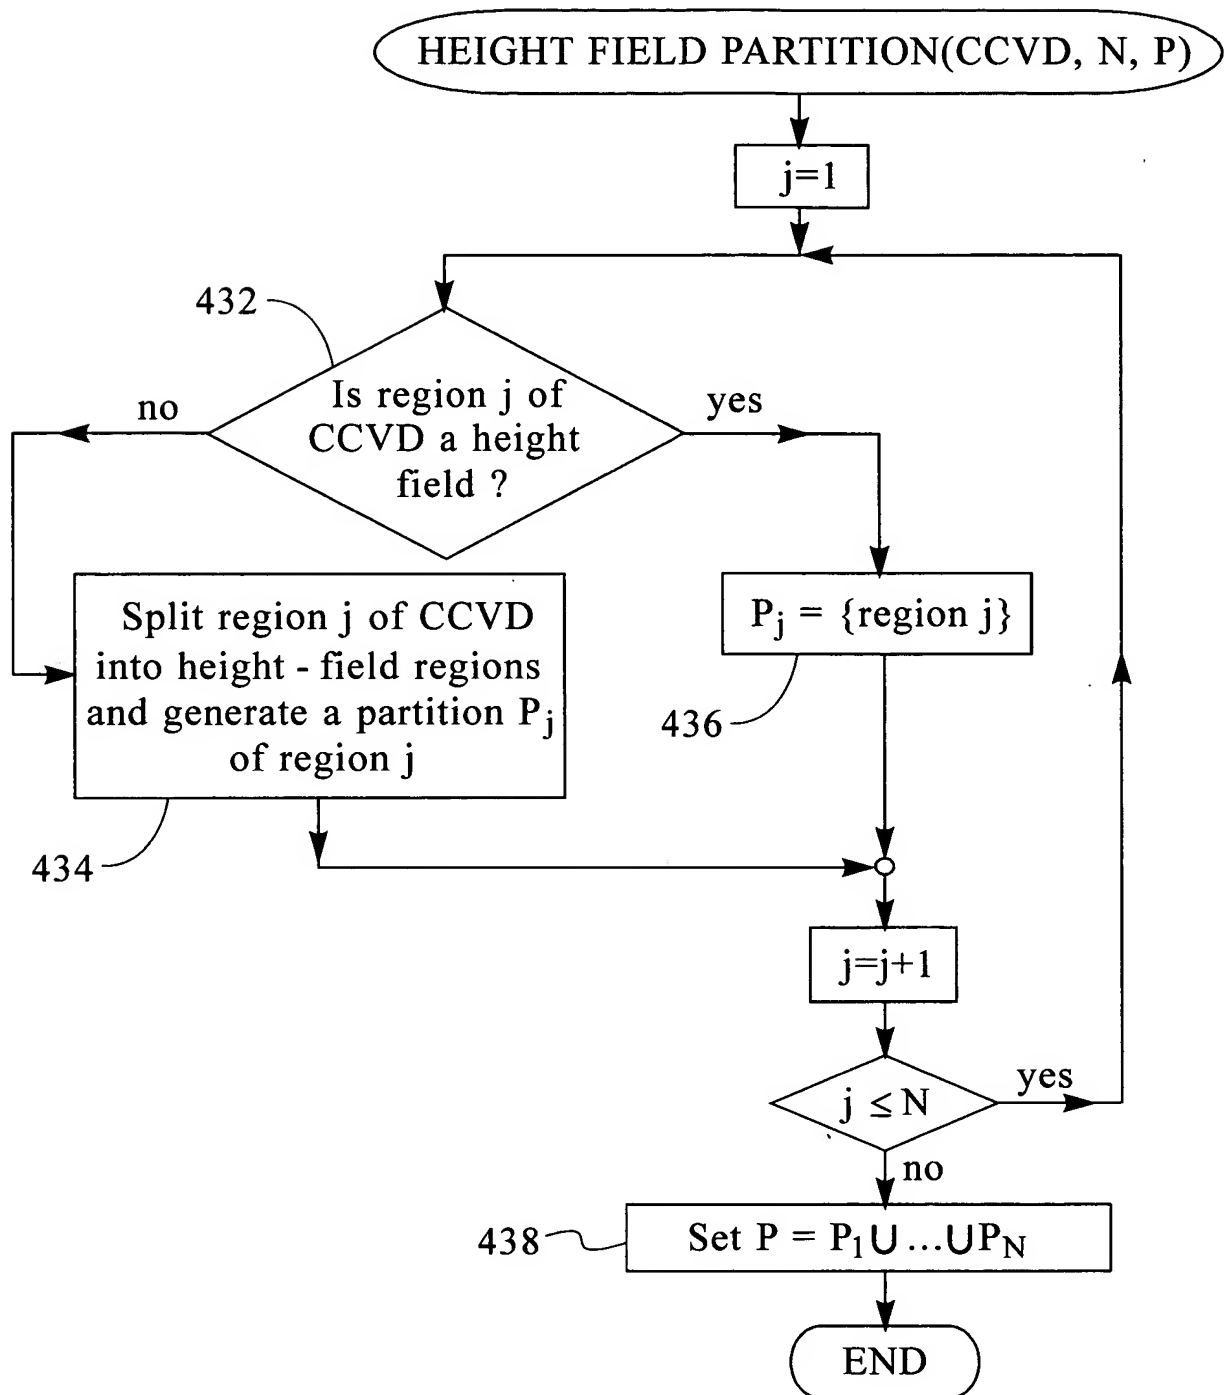 HEIGHT FIELD PARTITION(CCVD, N, P)
j=1
432
Is region j of
CCVD a height
field ?
no
yes
Split region j of CCVD
into height - field regions
and generate a partition Pj
of region j
434
Pj = {region j}
436
j=j+1
j ≤ N
yes
no
438
Set P = P1∪...∪PN
END